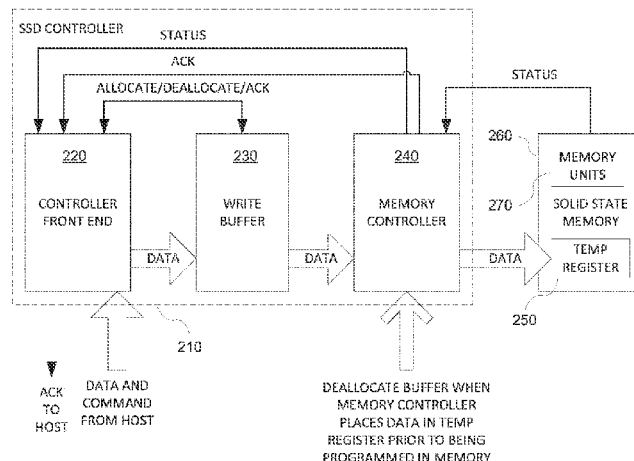 SSD CONTROLLER
STATUS
ACK
ALLOCATE/DEALLOCATE/ACK
STATUS
220
CONTROLLER
FRONT END
230
WRITE
BUFFER
240
MEMORY
CONTROLLER
260
MEMORY
UNITS
270
SOLID STATE
MEMORY
TEMP
REGISTER
250
DATA
DATA
DATA
210
ACK
TO
HOST
DATA AND
COMMAND
FROM HOST
DEALLOCATE BUFFER WHEN
MEMORY CONTROLLER
PLACES DATA IN TEMP
REGISTER PRIOR TO BEING
PROGRAMMED IN MEMORY